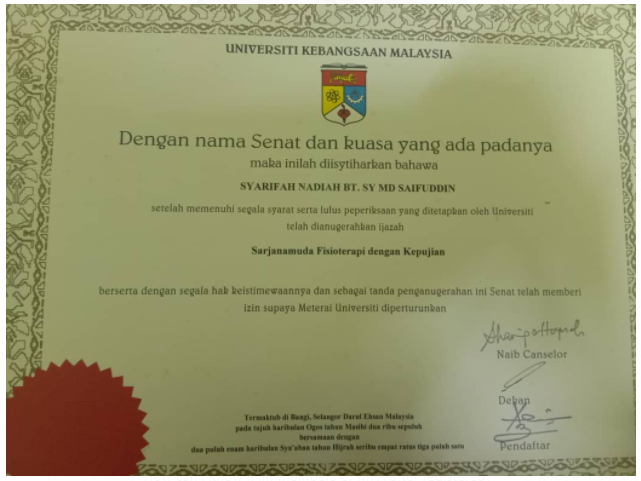 UNIVERSITI KEBANGSAAN MALAYSIA
Dengan nama Senat dan kuasa yang ada padanya
maka inilah diisytiharkan bahawa
SYARIFAH NADIAH BT. SY MD SAIFUDDIN
setelah memenuhi segala syarat serta lulus peperiksaan yang ditetapkan oleh Universiti
telah dianugerahkan ijazah
Sarjanamuda Fisioterapi dengan Kepujian
berserta dengan segala hak keistimewaannya dan sebagai tanda penganugerahan ini Senat telah memberi
izin supaya Meterai Universiti diperturunkan
Naib Canselor
Dekan
Pendaftar
Termaktub di Bangi, Selangor Darul Ehsan Malaysia
pada tujuh haribulan Ogos tahun Masihi dua ribu sepuluh
bersamaan dengan
dua puluh enam haribulan Sya'aban tahun Hijrah seribu empat ratus tiga puluh satu